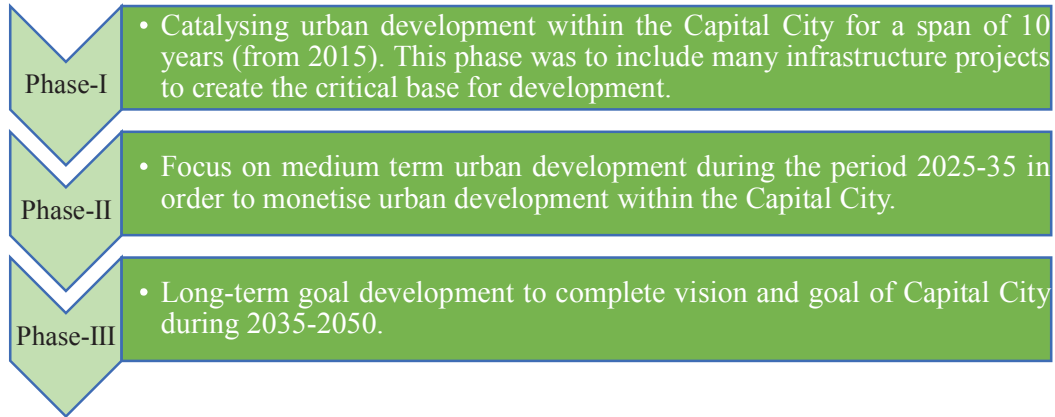 Phase-I
• Catalysing urban development within the Capital City for a span of 10
years (from 2015). This phase was to include many infrastructure projects
to create the critical base for development.
Phase-II
• Focus on medium term urban development during the period 2025-35 in
order to monetise urban development within the Capital City.
Phase-III
• Long-term goal development to complete vision and goal of Capital City
during 2035-2050.